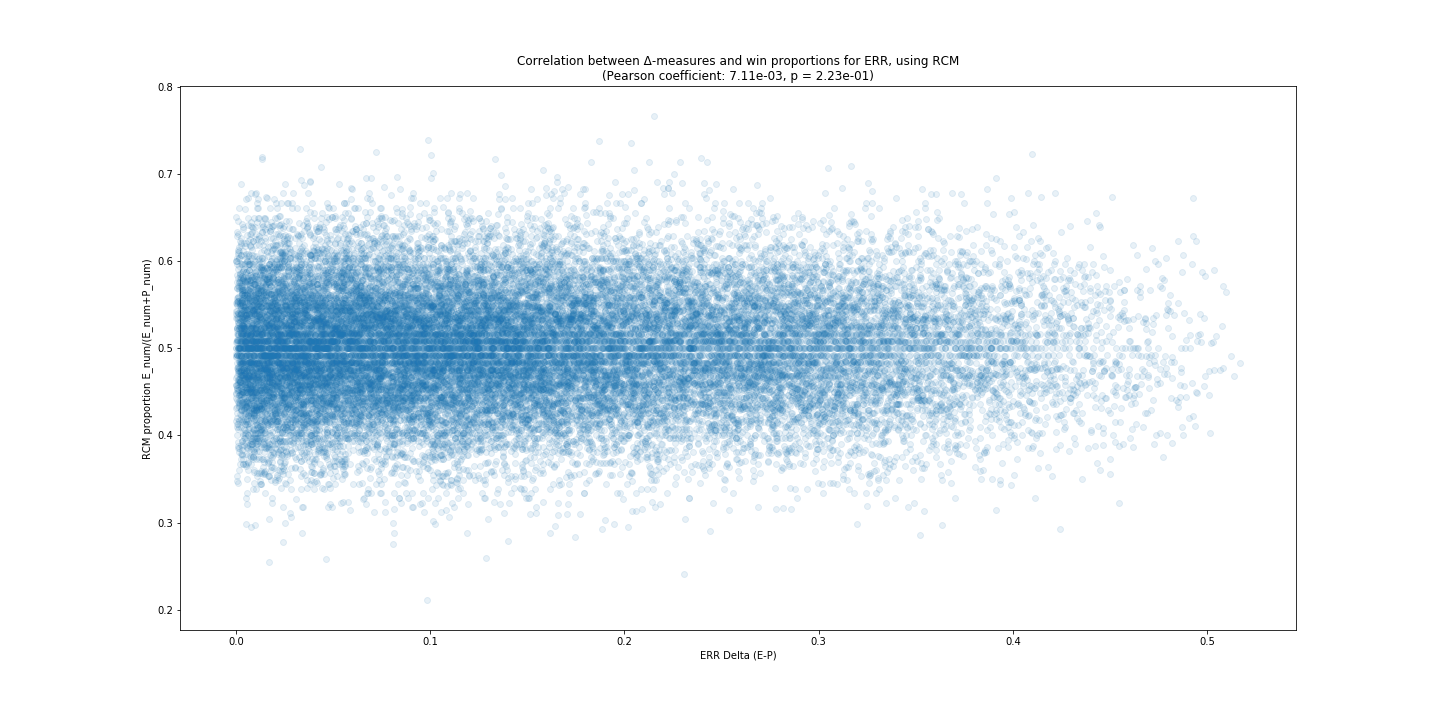 Correlation between Δ-measures and win proportions for ERR, using RCM
(Pearson coefficient: 7.11e-03, p = 2.23e-01)
0.8
0.7
0.6
0.5
0.4
0.3
0.2
RCM proportion E_num/(E_num+P_num)
0.0 0.1 0.2 0.3 0.4 0.5
ERR Delta (E-P)